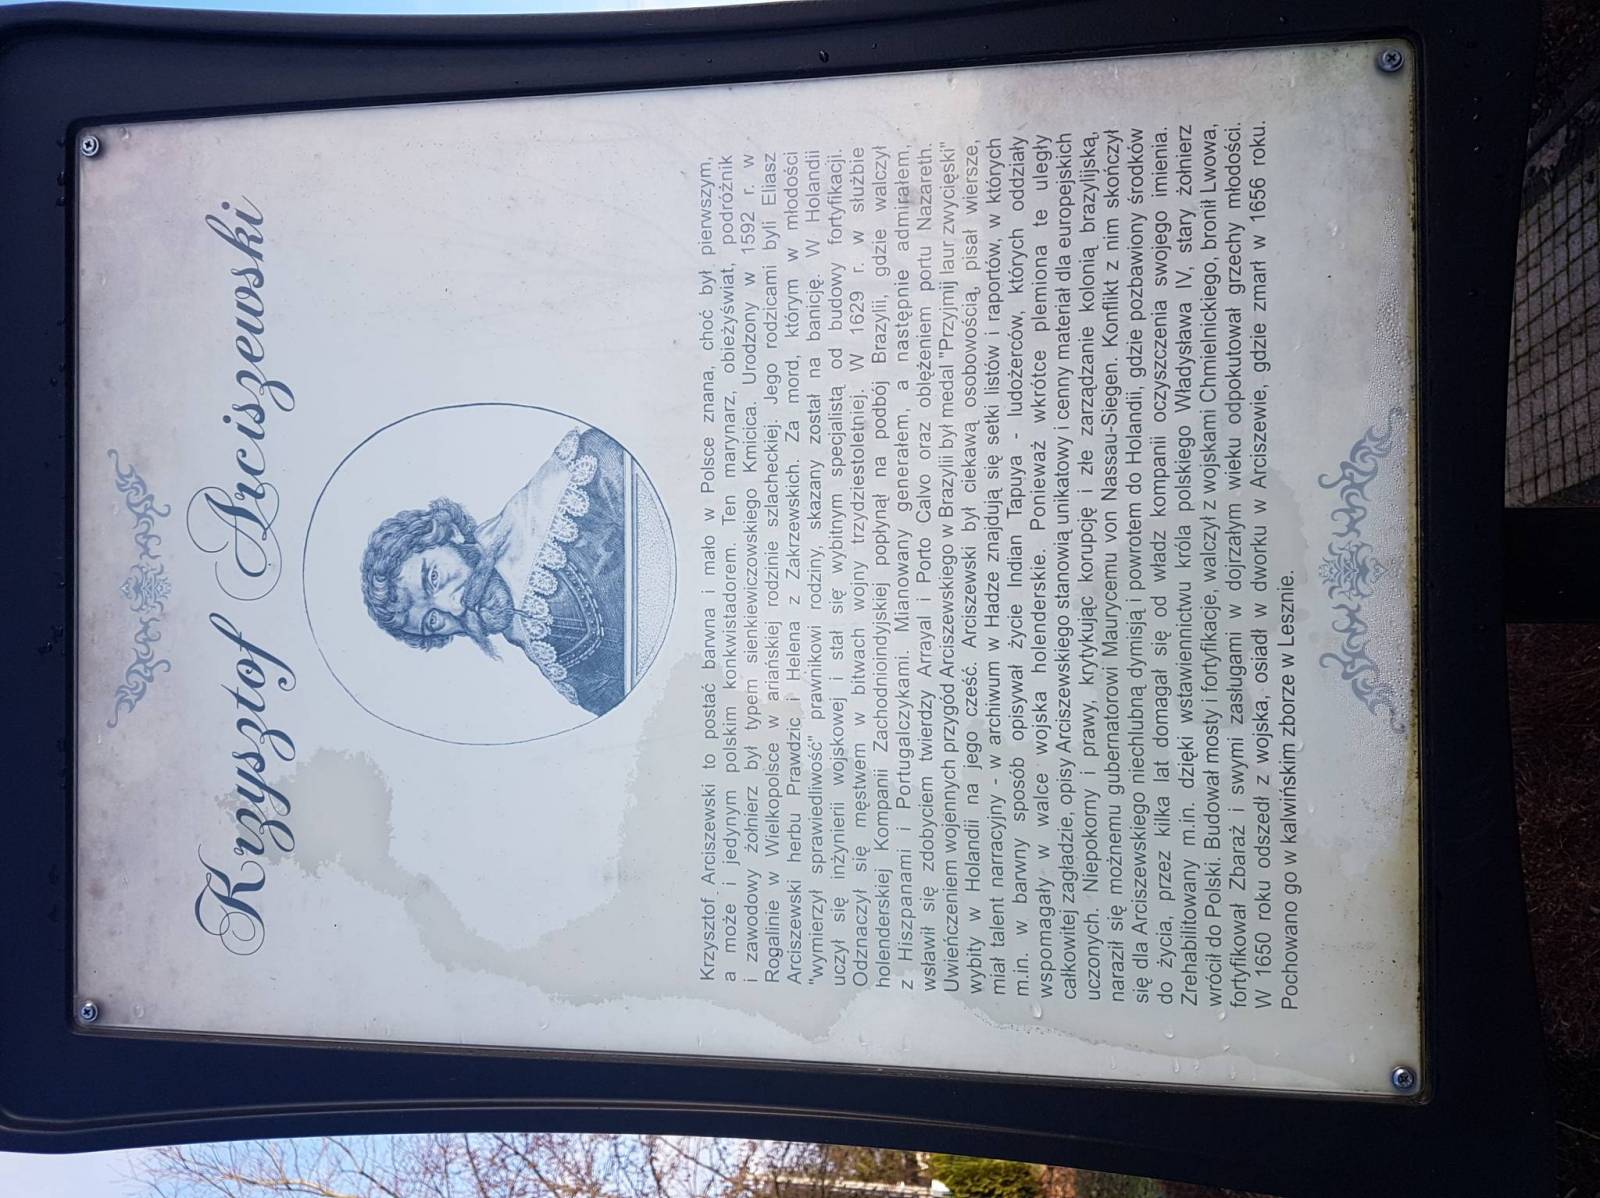 Krzysztof Arciszewski
Krzysztof Arciszewski to postać barwna i mało w Polsce znana, choć był pierwszym,
a może i jedynym polskim konkwistadorem. Ten marynarz, obieżyświat, podróżnik
i zawodowy żołnierz był typem sienkiewiczowskiego Kmicica. Urodzony w 1592 r. w
Rogalinie w Wielkopolsce w ariańskiej rodzinie szlacheckiej. Jego rodzicami byli Eliasz
Arciszewski herbu Prawdzic i Helena z Zakrzewskich. Za mord, którym w młodości
"wymierzył sprawiedliwość" prawnikowi rodziny, skazany został na banicję. W Holandii
uczył się inżynierii wojskowej i stał się wybitnym specjalistą od budowy fortyfikacji.
Odznaczył się męstwem w bitwach wojny trzydziestoletniej. W 1629 r. w służbie
holenderskiej Kompanii Zachodnioindyjskiej popłynął na podbój Brazylii, gdzie walczył
z Hiszpanami i Portugalczykami. Mianowany generałem, a następnie admirałem,
wsławił się zdobyciem twierdzy Arrayal i Porto Calvo oraz oblężeniem portu Nazareth.
Uwieńczeniem wojennych przygód Arciszewskiego w Brazylii był medal "Przyjmij laur zwycięski"
wybity w Holandii na jego cześć. Arciszewski był ciekawą osobowością, pisał wiersze,
miał talent narracyjny - w archiwum w Hadze znajdują się setki listów i raportów, w których
m.in. w barwny sposób opisywał życie Indian Tapuya - ludożerców, których oddziały
wspomagały w walce wojska holenderskie. Ponieważ wkrótce plemiona te uległy
całkowitej zagładzie, opisy Arciszewskiego stanowią unikatowy i cenny materiał dla europejskich
uczonych. Niepokorny i prawy, krytykując korupcję i złe zarządzanie kolonią brazylijską,
naraził się możnemu gubernatorowi Maurycemu von Nassau-Siegen. Konflikt z nim skończył
się dla Arciszewskiego niechlubną dymisją i powrotem do Holandii, gdzie pozbawiony środków
do życia, przez kilka lat domagał się od władz kompanii oczyszczenia swojego imienia.
Zrehabilitowany m.in. dzięki wstawiennictwu króla polskiego Władysława IV, stary żołnierz
wrócił do Polski. Budował mosty i fortyfikacje, walczył z wojskami Chmielnickiego, bronił Lwowa,
fortyfikował Zbaraż i swymi zasługami w dojrzałym wieku odpokutował grzechy młodości.
W 1650 roku odszedł z wojska, osiadł w dworku w Arciszewie, gdzie zmarł w 1656 roku.
Pochowano go w kalwińskim zborze w Lesznie.